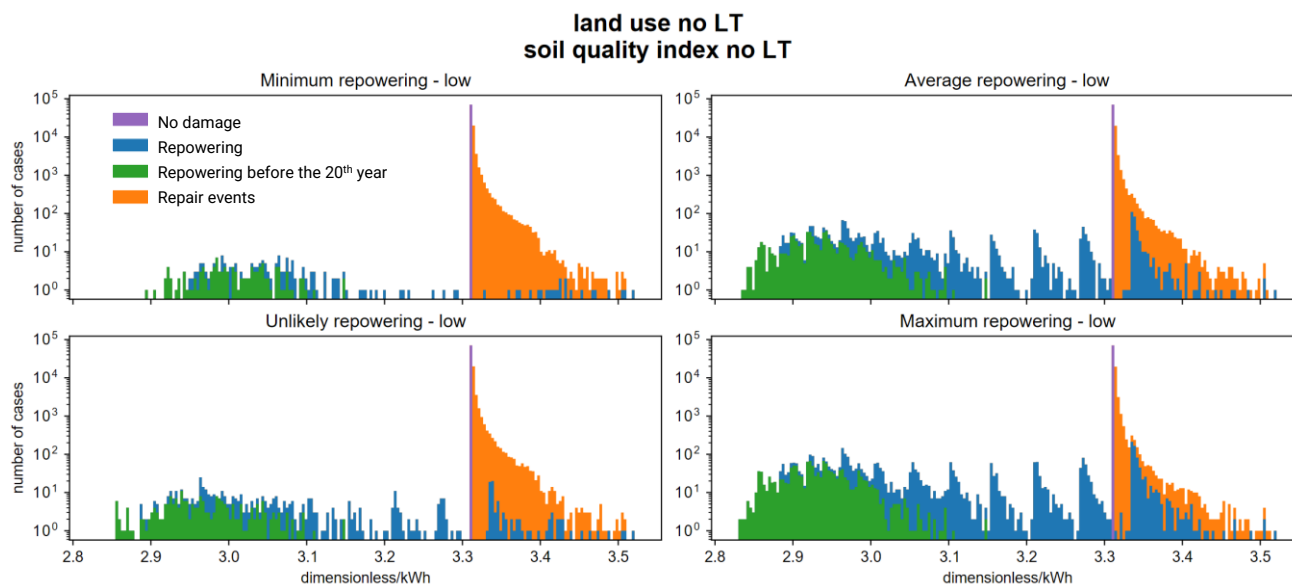 land use no LT
soil quality index no LT
Minimum repowering - low
Average repowering - low
number of cases
10⁵
10⁴
10³
10²
10¹
10⁰
No damage
Repowering
Repowering before the 20th year
Repair events
10⁵
10⁴
10³
10²
10¹
10⁰
Unlikely repowering - low
Maximum repowering - low
number of cases
10⁵
10⁴
10³
10²
10¹
10⁰
10⁵
10⁴
10³
10²
10¹
10⁰
2.8 2.9 3.0 3.1 3.2 3.3 3.4 3.5
2.8 2.9 3.0 3.1 3.2 3.3 3.4 3.5
dimensionless/kWh
dimensionless/kWh